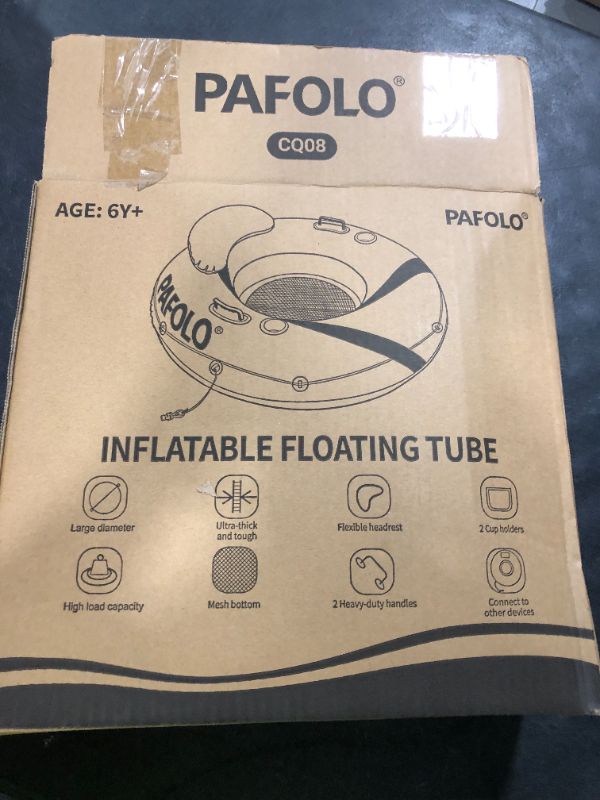 PAFOLO®
CQ08
AGE: 6Y+
PAFOLO®
PAFOLO®
INFLATABLE FLOATING TUBE
Large diameter
Ultra-thick
and tough
Flexible headrest
2 Cup holders
High load capacity
Mesh bottom
2 Heavy-duty handles
Connect to
other devices